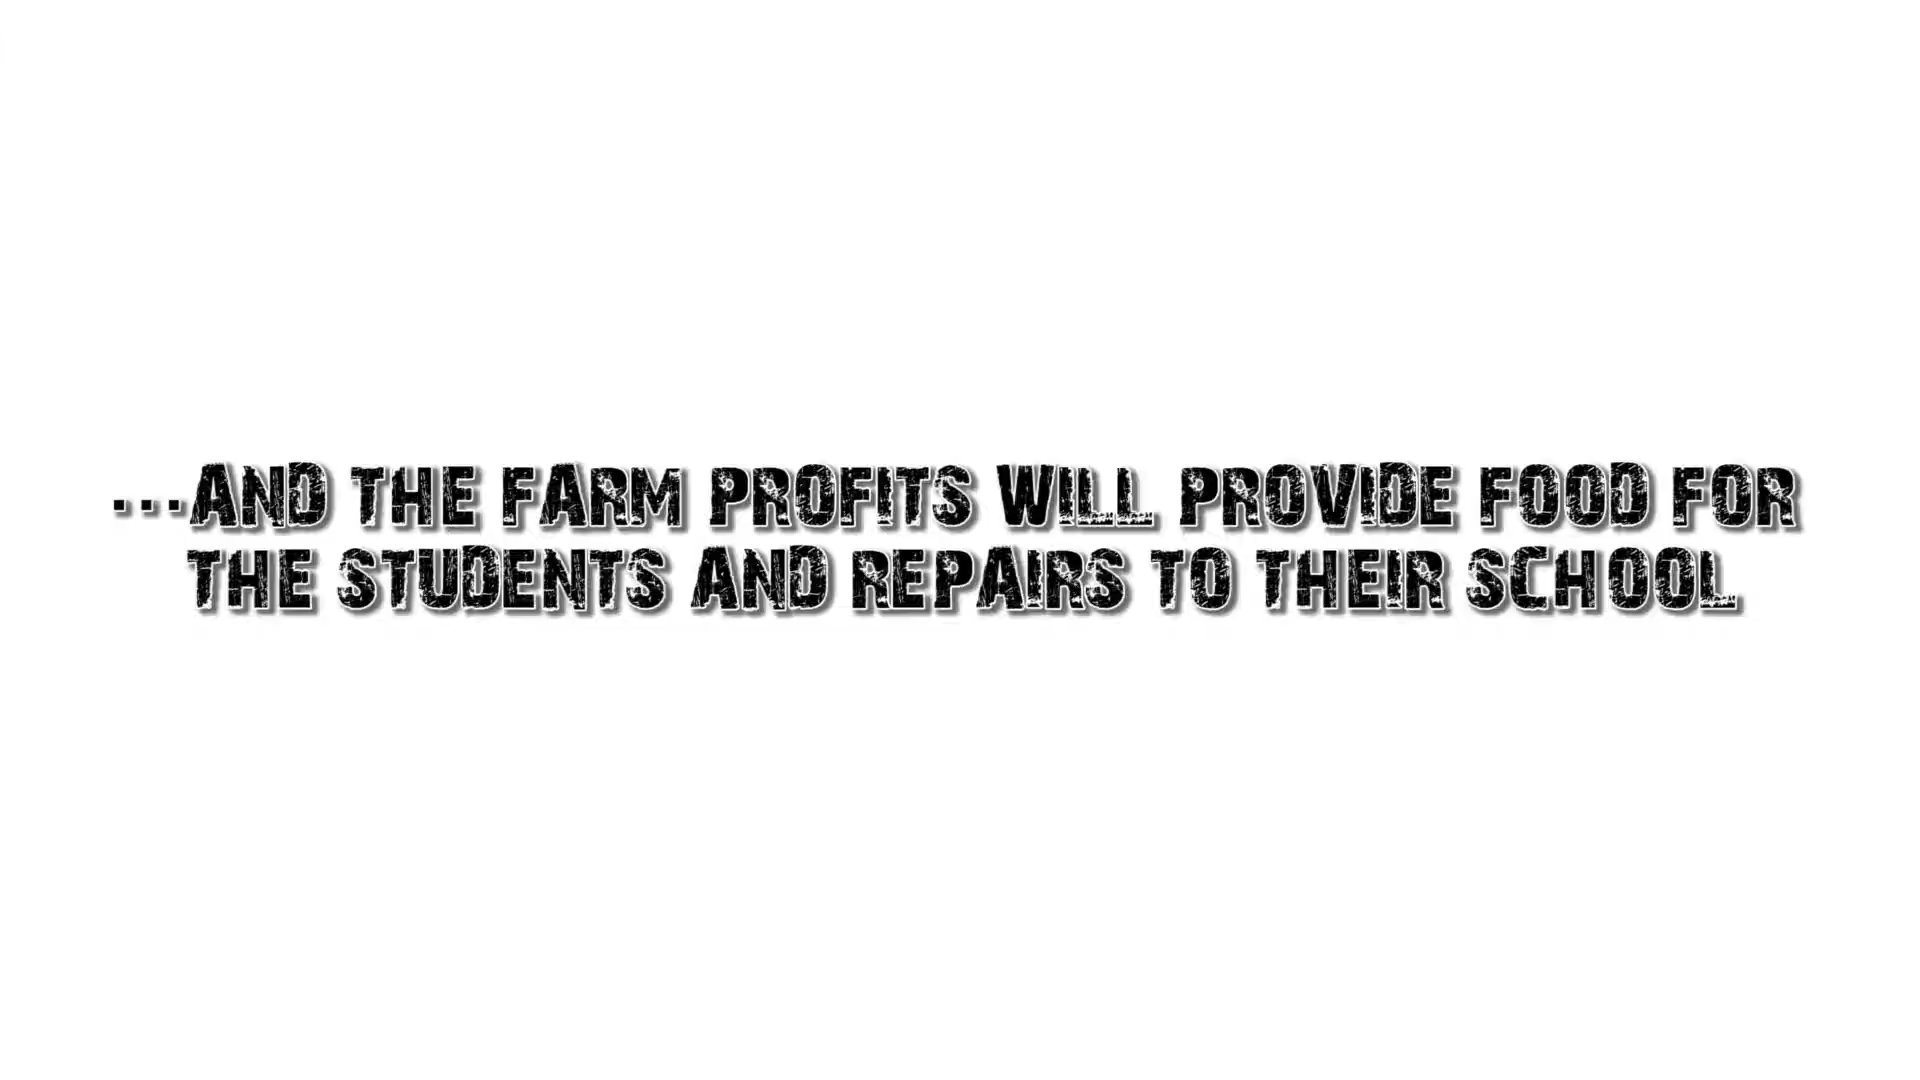 ...AND THE FARM PROFITS WILL PROVIDE FOOD FOR
THE STUDENTS AND REPAIRS TO THEIR SCHOOL